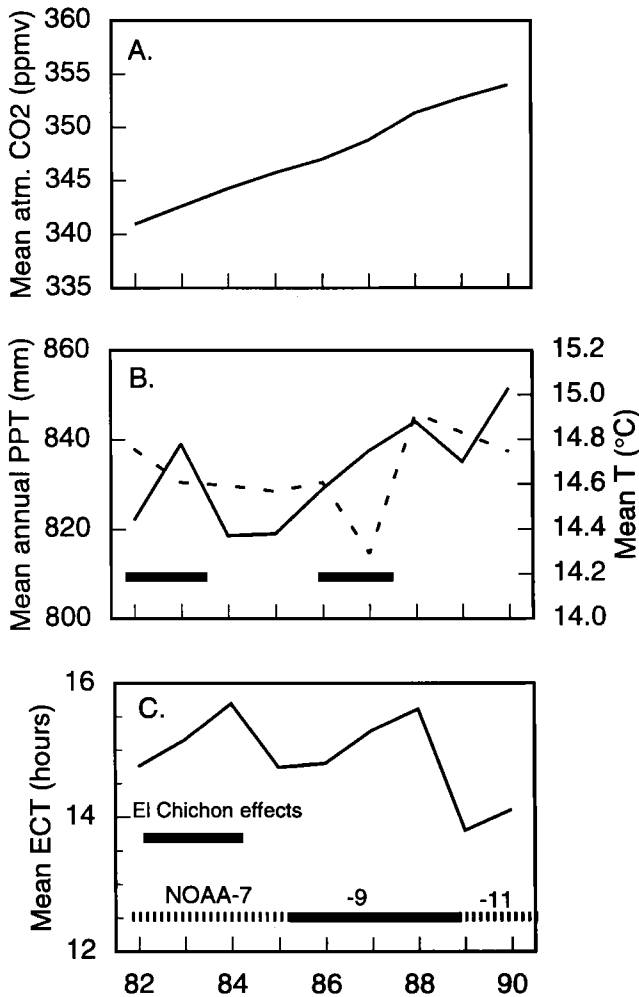 360
355
350
345
340
335
Mean atm. CO2 (ppmv)
A.
860
840
820
800
Mean annual PPT (mm)
B.
15.2
15.0
14.8
14.6
14.4
14.2
14.0
Mean T (°C)
16
14
12
Mean ECT (hours)
C.
El Chichon effects
NOAA-7 -9 -11
82 84 86 88 90